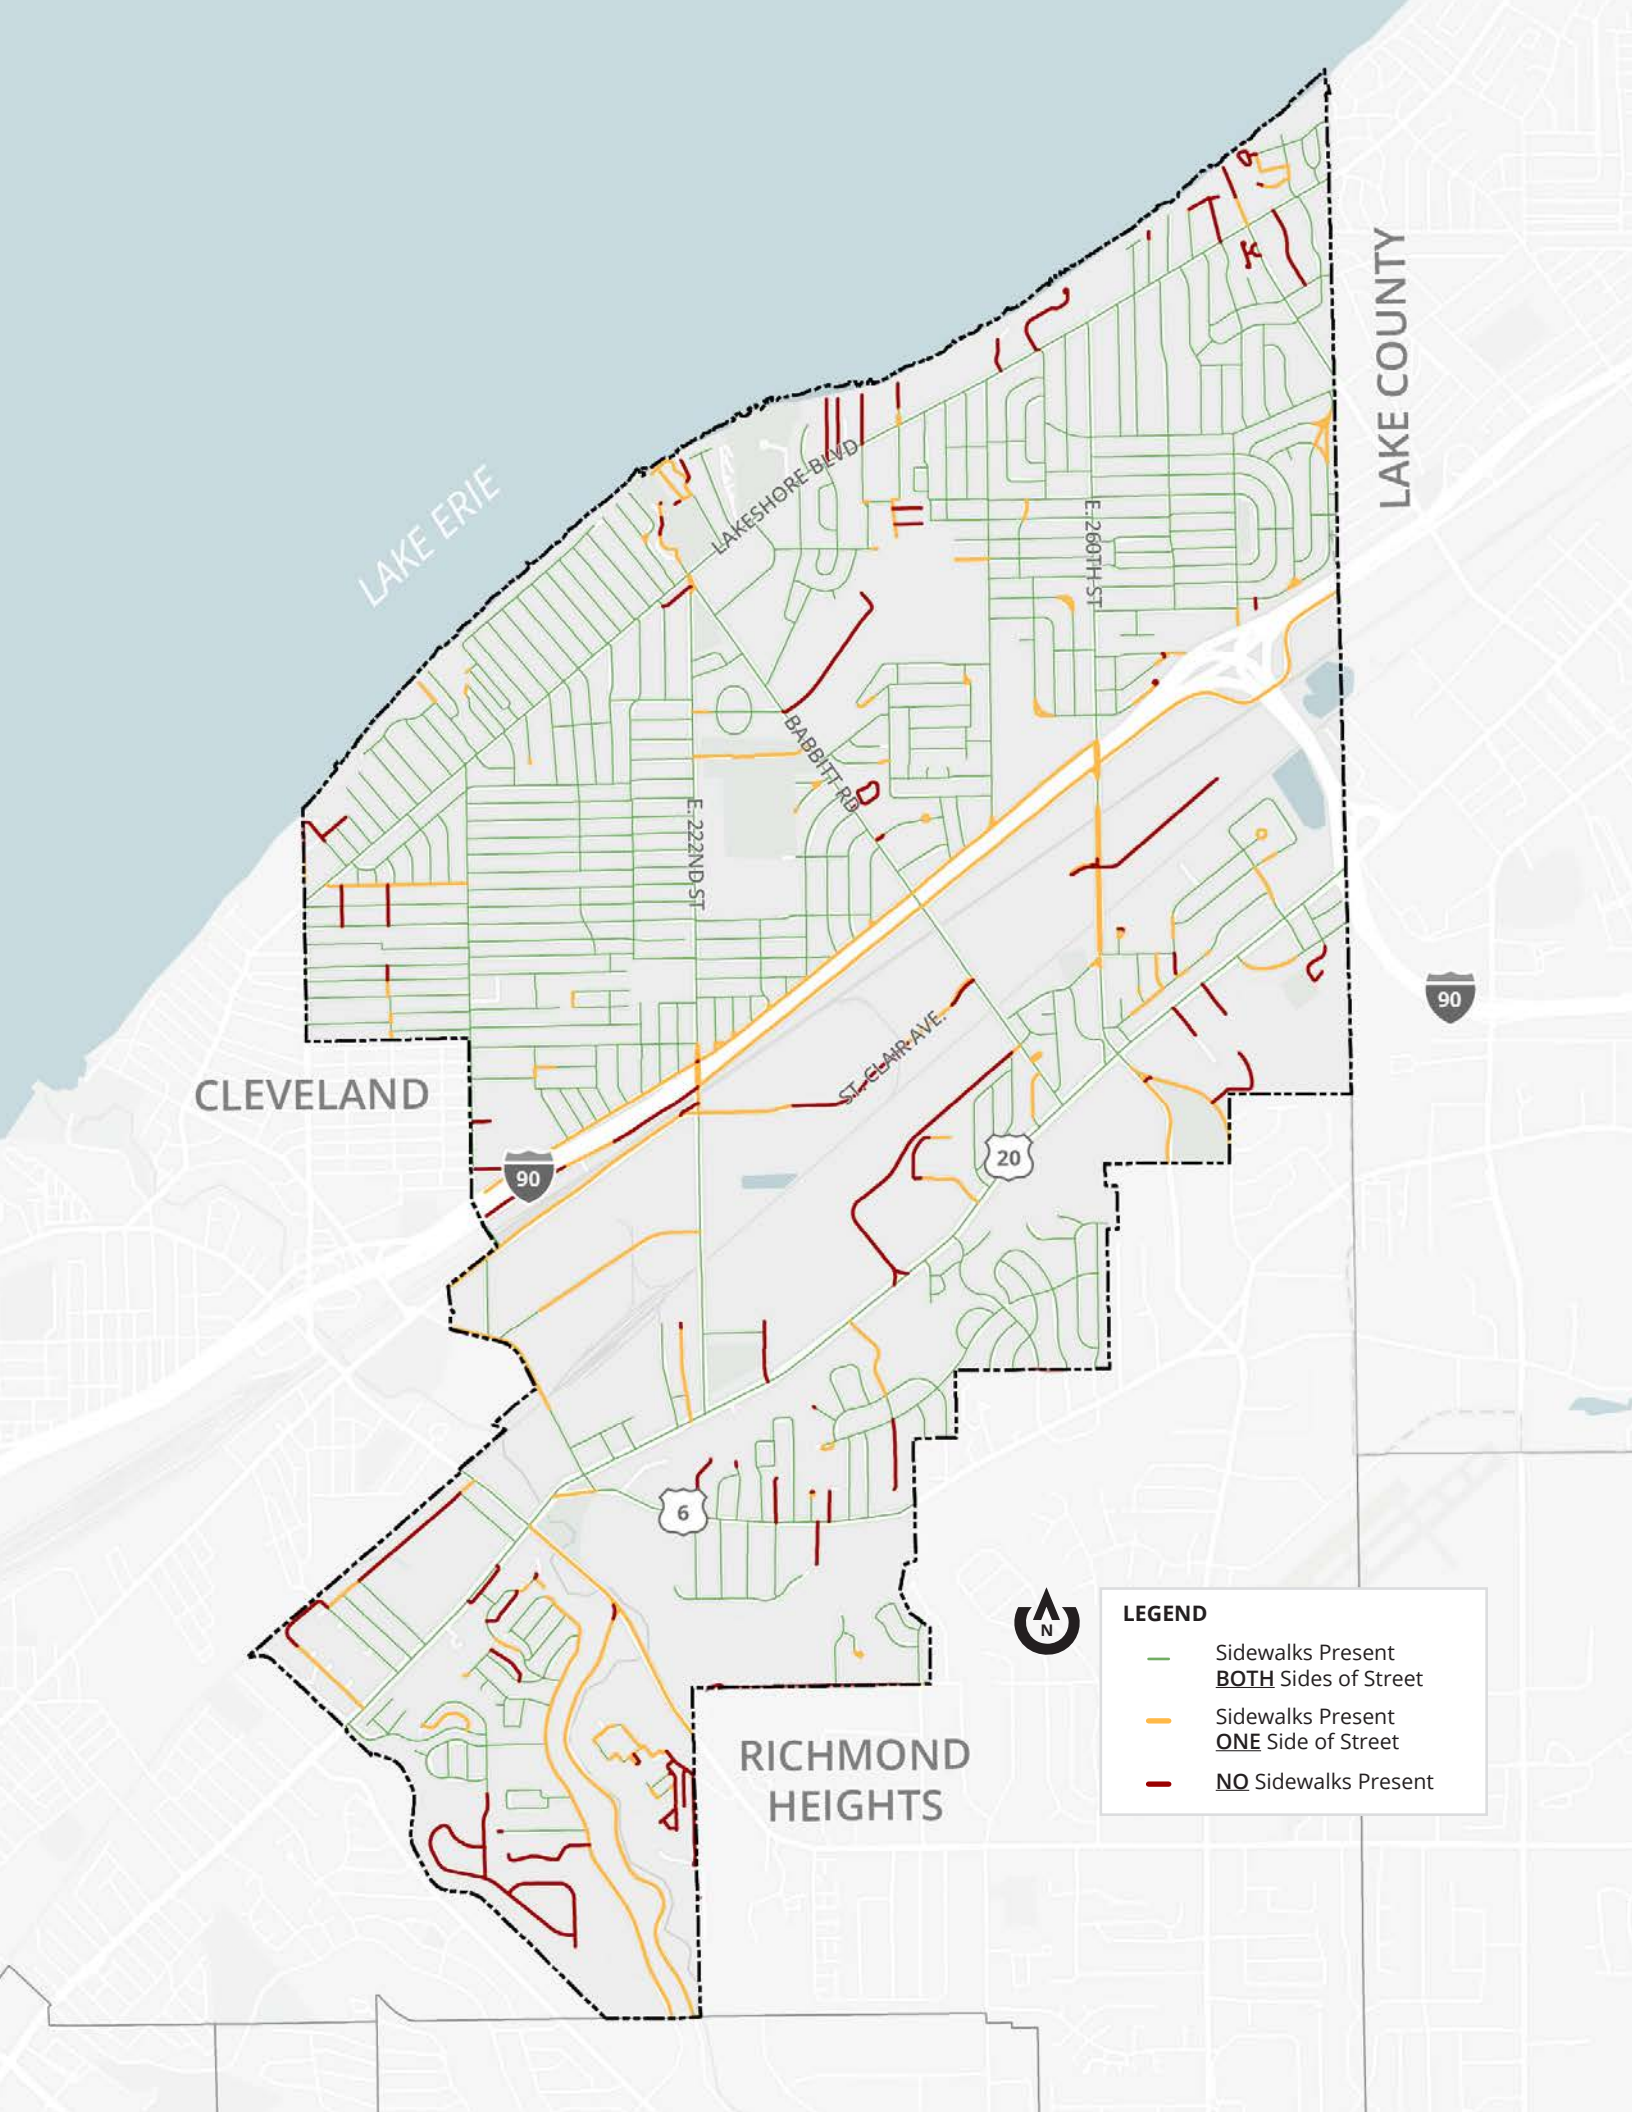 LAKE COUNTY
LAKE ERIE
LAKESHORE BLVD
E. 260TH ST
BABBITT RD
E. 222ND ST
90
ST. CLAIR AVE.
CLEVELAND
20
90
6
N
LEGEND
Sidewalks Present
BOTH Sides of Street
Sidewalks Present
ONE Side of Street
NO Sidewalks Present
RICHMOND
HEIGHTS